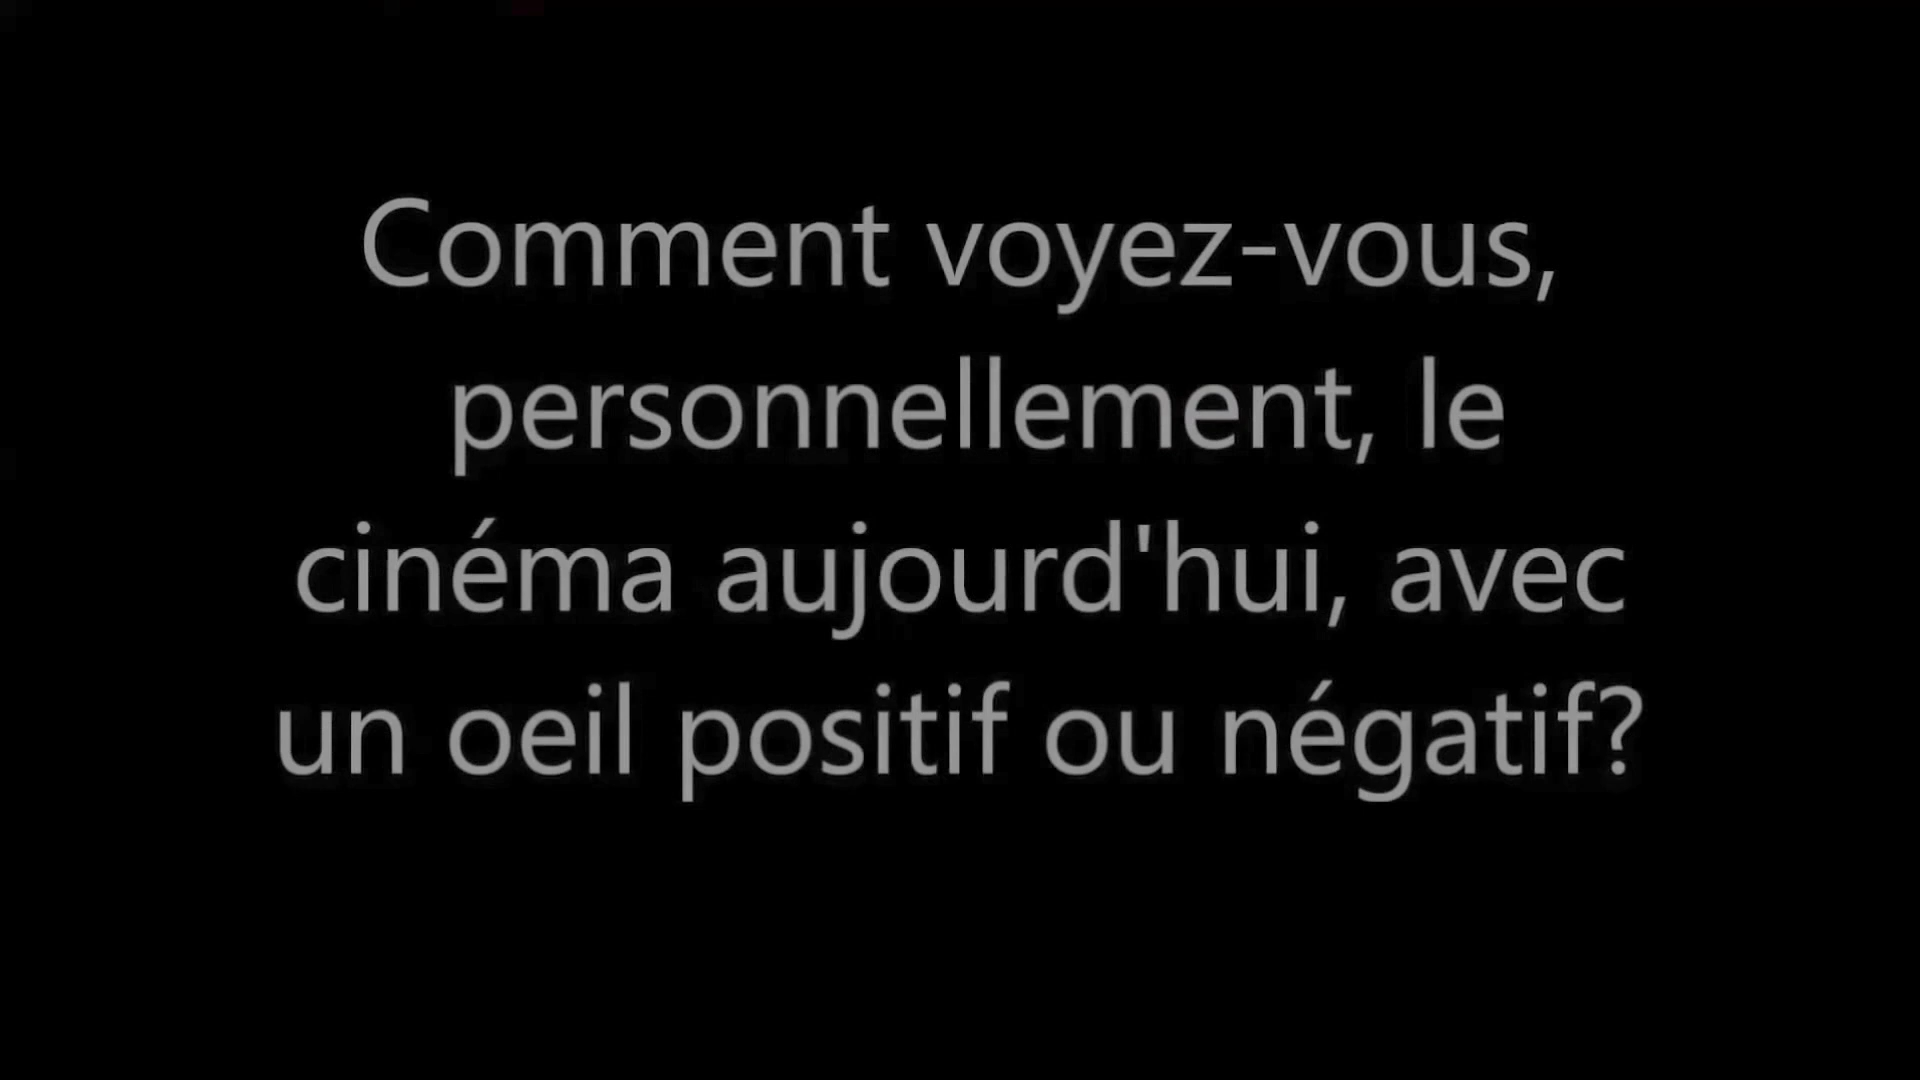 Comment voyez-vous,
personnellement, le
cinéma aujourd'hui, avec
un oeil positif ou négatif?